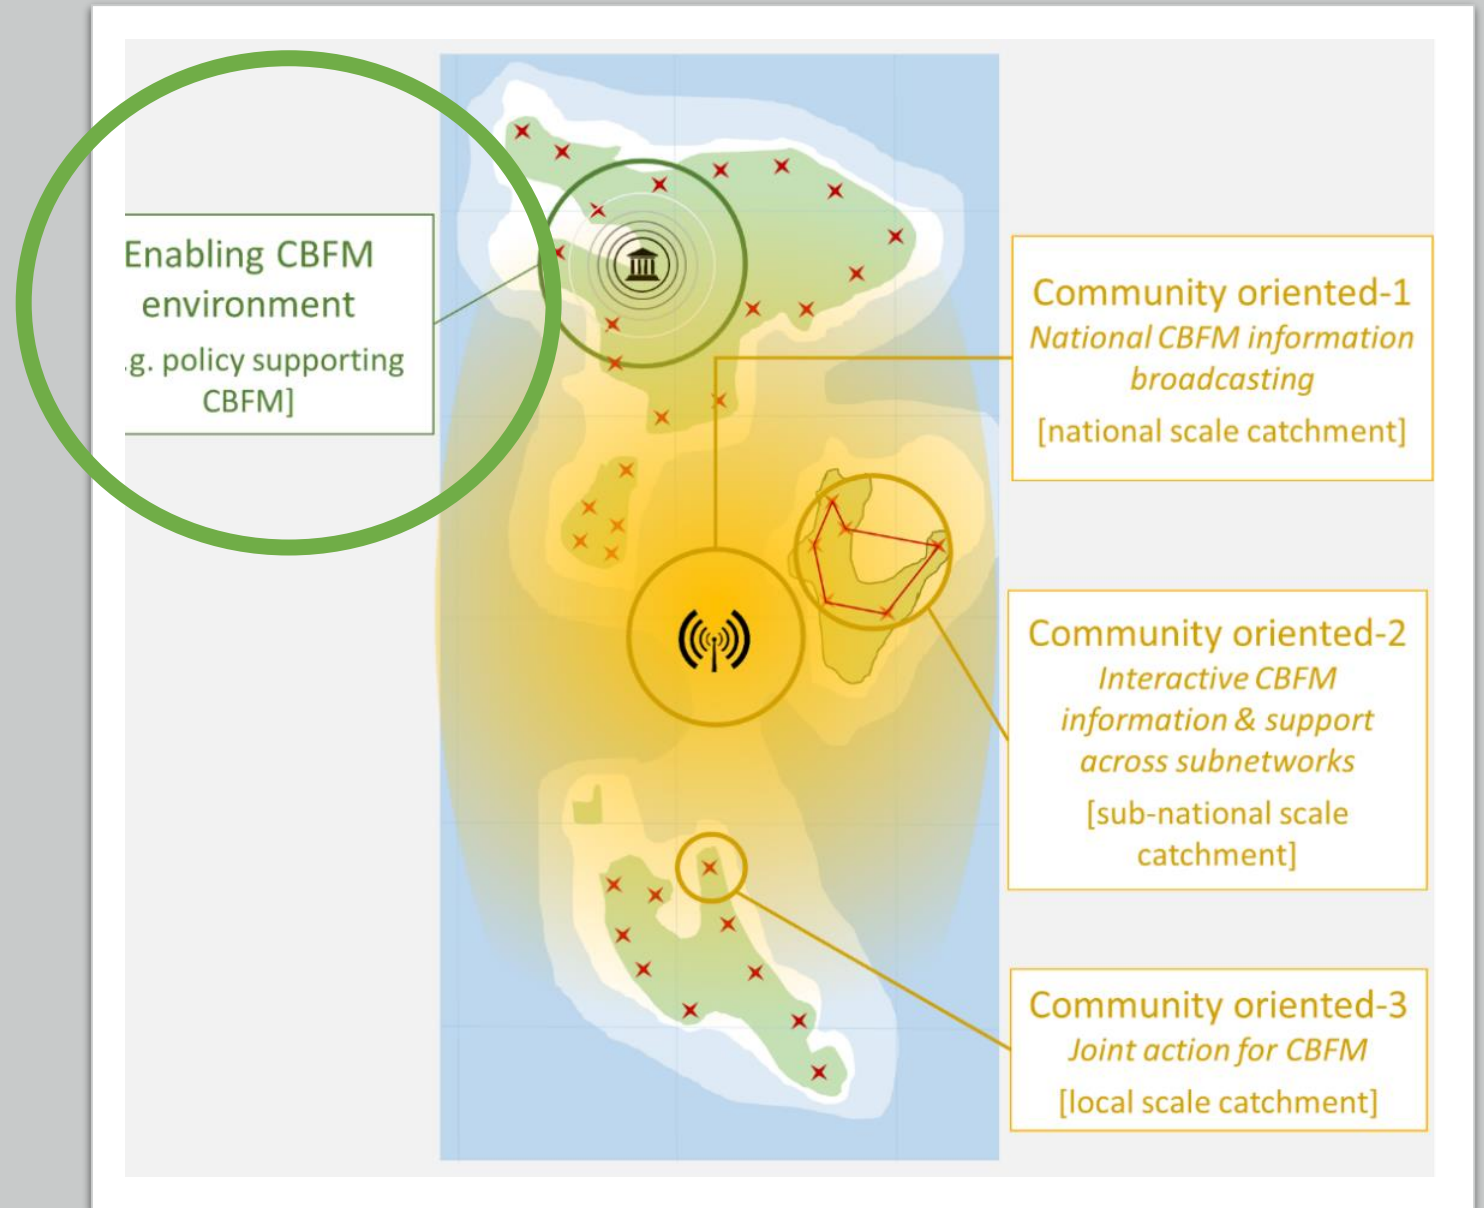 Enabling CBFM
environment
.g. policy supporting
CBFM]
Community oriented-1
National CBFM information
broadcasting
[national scale catchment]
Community oriented-2
Interactive CBFM
information & support
across subnetworks
[sub-national scale
catchment]
Community oriented-3
Joint action for CBFM
[local scale catchment]